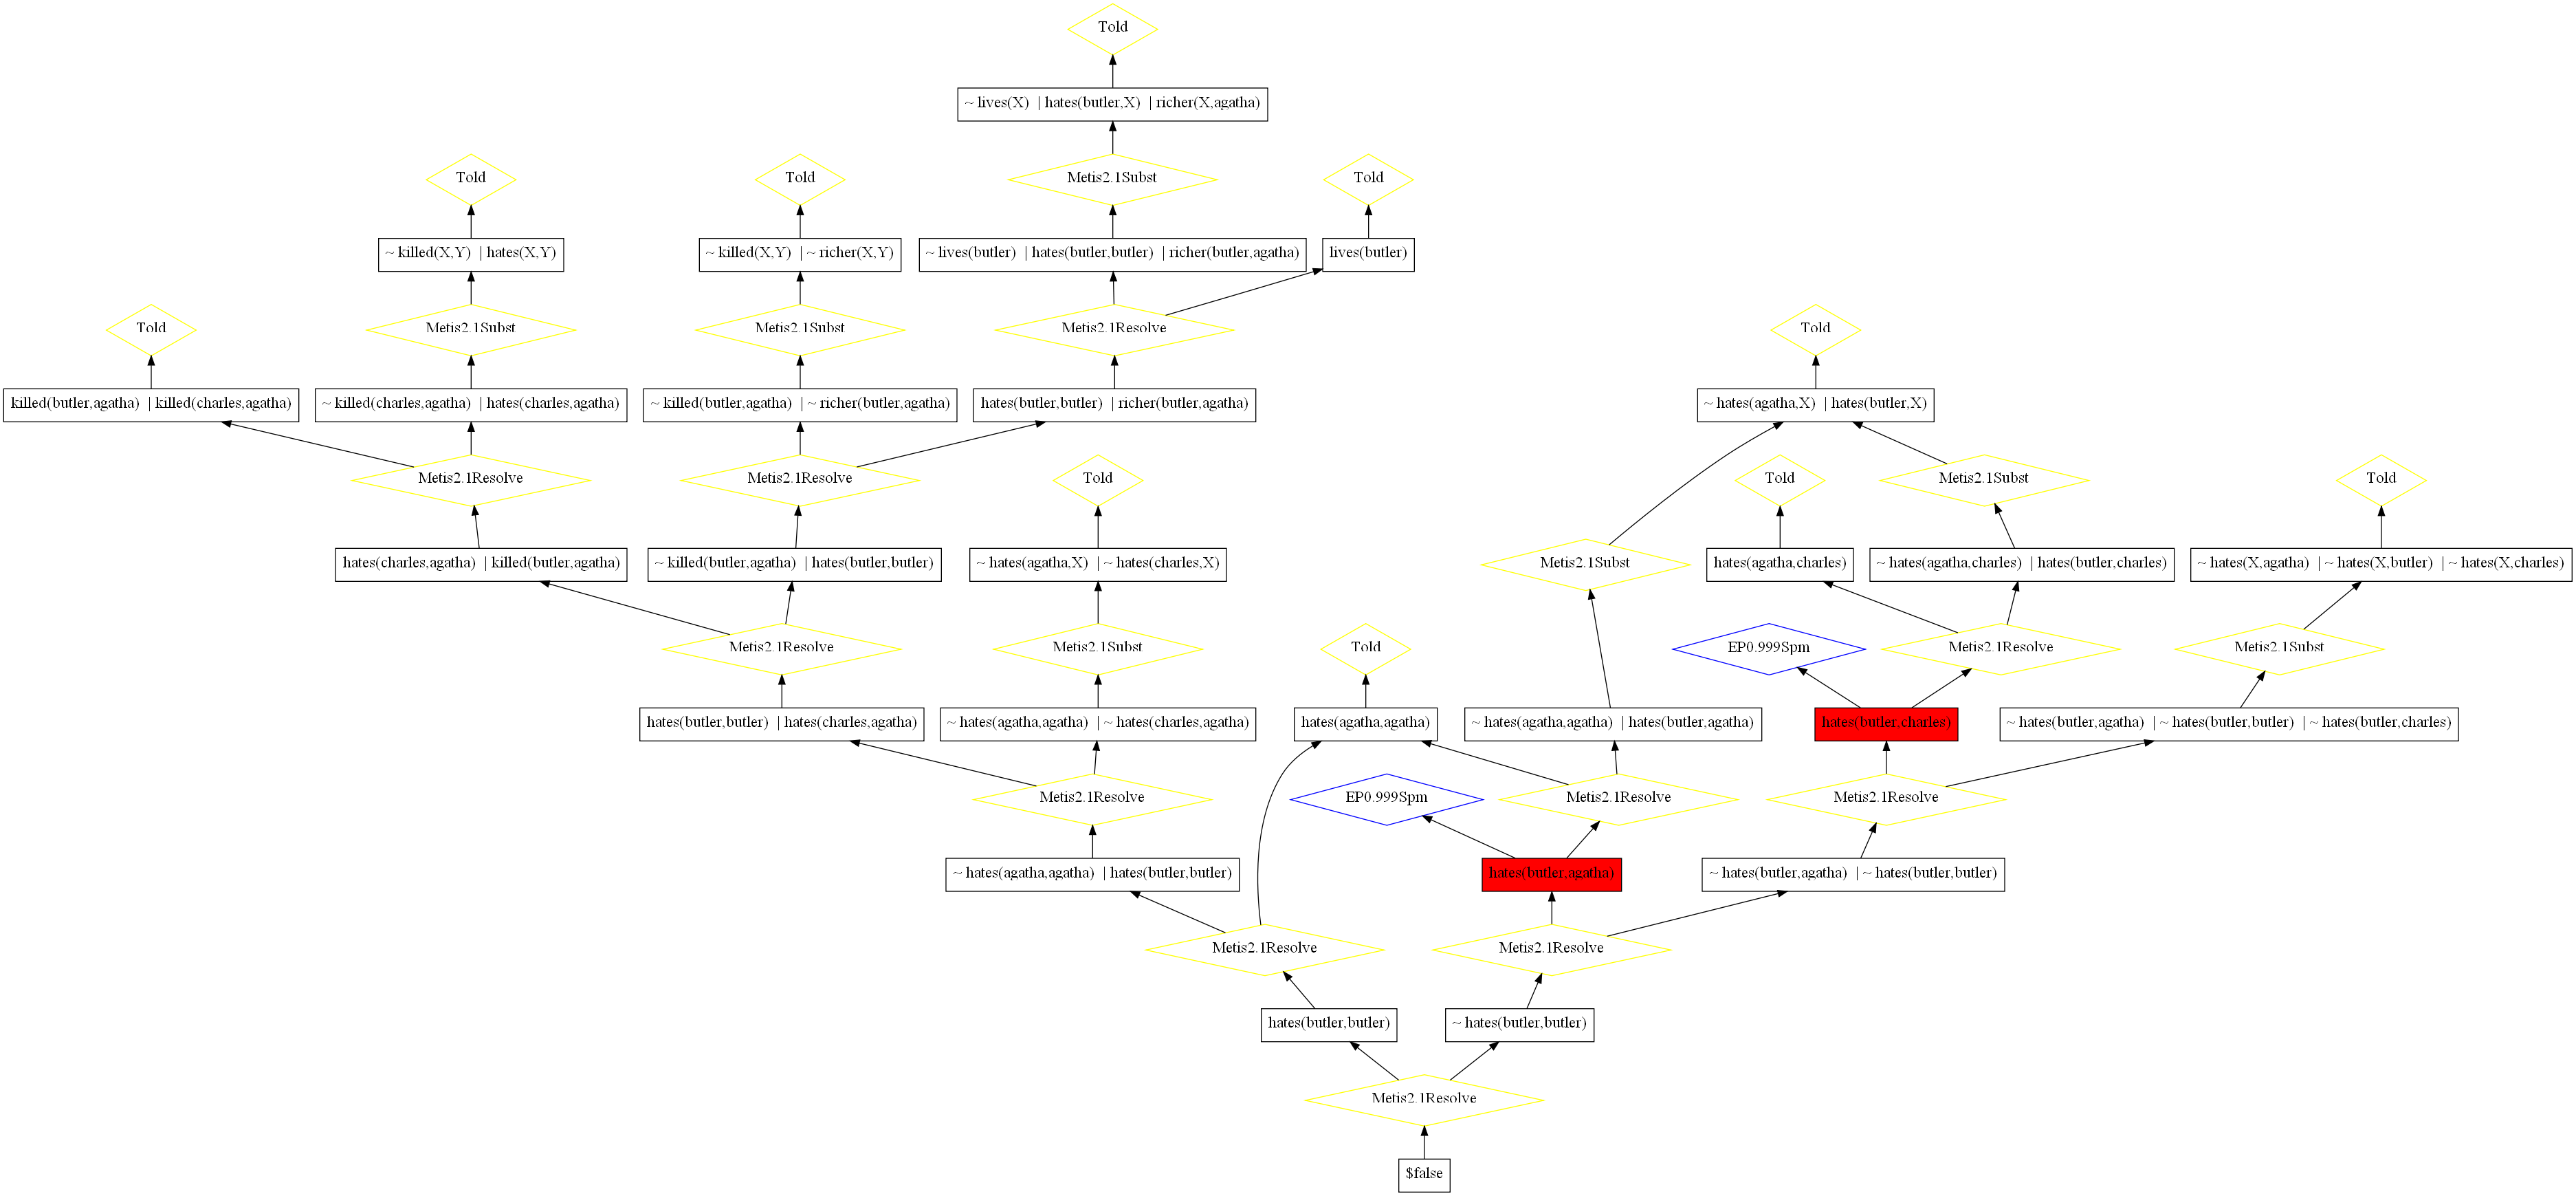 Told
~ lives(X) | hates(butler,X) | richer(X,agatha)
Told
Told
Metis2.1Subst
Told
~ killed(X,Y) | hates(X,Y)
~ killed(X,Y) | ~ richer(X,Y)
~ lives(butler) | hates(butler,butler) | richer(butler,agatha)
lives(butler)
Told
Metis2.1Subst
Metis2.1Subst
Metis2.1Resolve
Told
killed(butler,agatha) | killed(charles,agatha)
~ killed(charles,agatha) | hates(charles,agatha)
~ killed(butler,agatha) | ~ richer(butler,agatha)
hates(butler,butler) | richer(butler,agatha)
~ hates(agatha,X) | hates(butler,X)
Metis2.1Resolve
Metis2.1Resolve
Told
Told
Metis2.1Subst
Told
hates(charles,agatha) | killed(butler,agatha)
~ killed(butler,agatha) | hates(butler,butler)
~ hates(agatha,X) | ~ hates(charles,X)
Metis2.1Subst
hates(agatha,charles)
~ hates(agatha,charles) | hates(butler,charles)
~ hates(X,agatha) | ~ hates(X,butler) | ~ hates(X,charles)
Metis2.1Resolve
Metis2.1Subst
Told
EP0.999Spm
Metis2.1Resolve
Metis2.1Subst
hates(butler,butler) | hates(charles,agatha)
~ hates(agatha,agatha) | ~ hates(charles,agatha)
hates(agatha,agatha)
~ hates(agatha,agatha) | hates(butler,agatha)
hates(butler,charles)
~ hates(butler,agatha) | ~ hates(butler,butler) | ~ hates(butler,charles)
Metis2.1Resolve
EP0.999Spm
Metis2.1Resolve
Metis2.1Resolve
~ hates(agatha,agatha) | hates(butler,butler)
hates(butler,agatha)
~ hates(butler,agatha) | ~ hates(butler,butler)
Metis2.1Resolve
Metis2.1Resolve
hates(butler,butler)
~ hates(butler,butler)
Metis2.1Resolve
$false